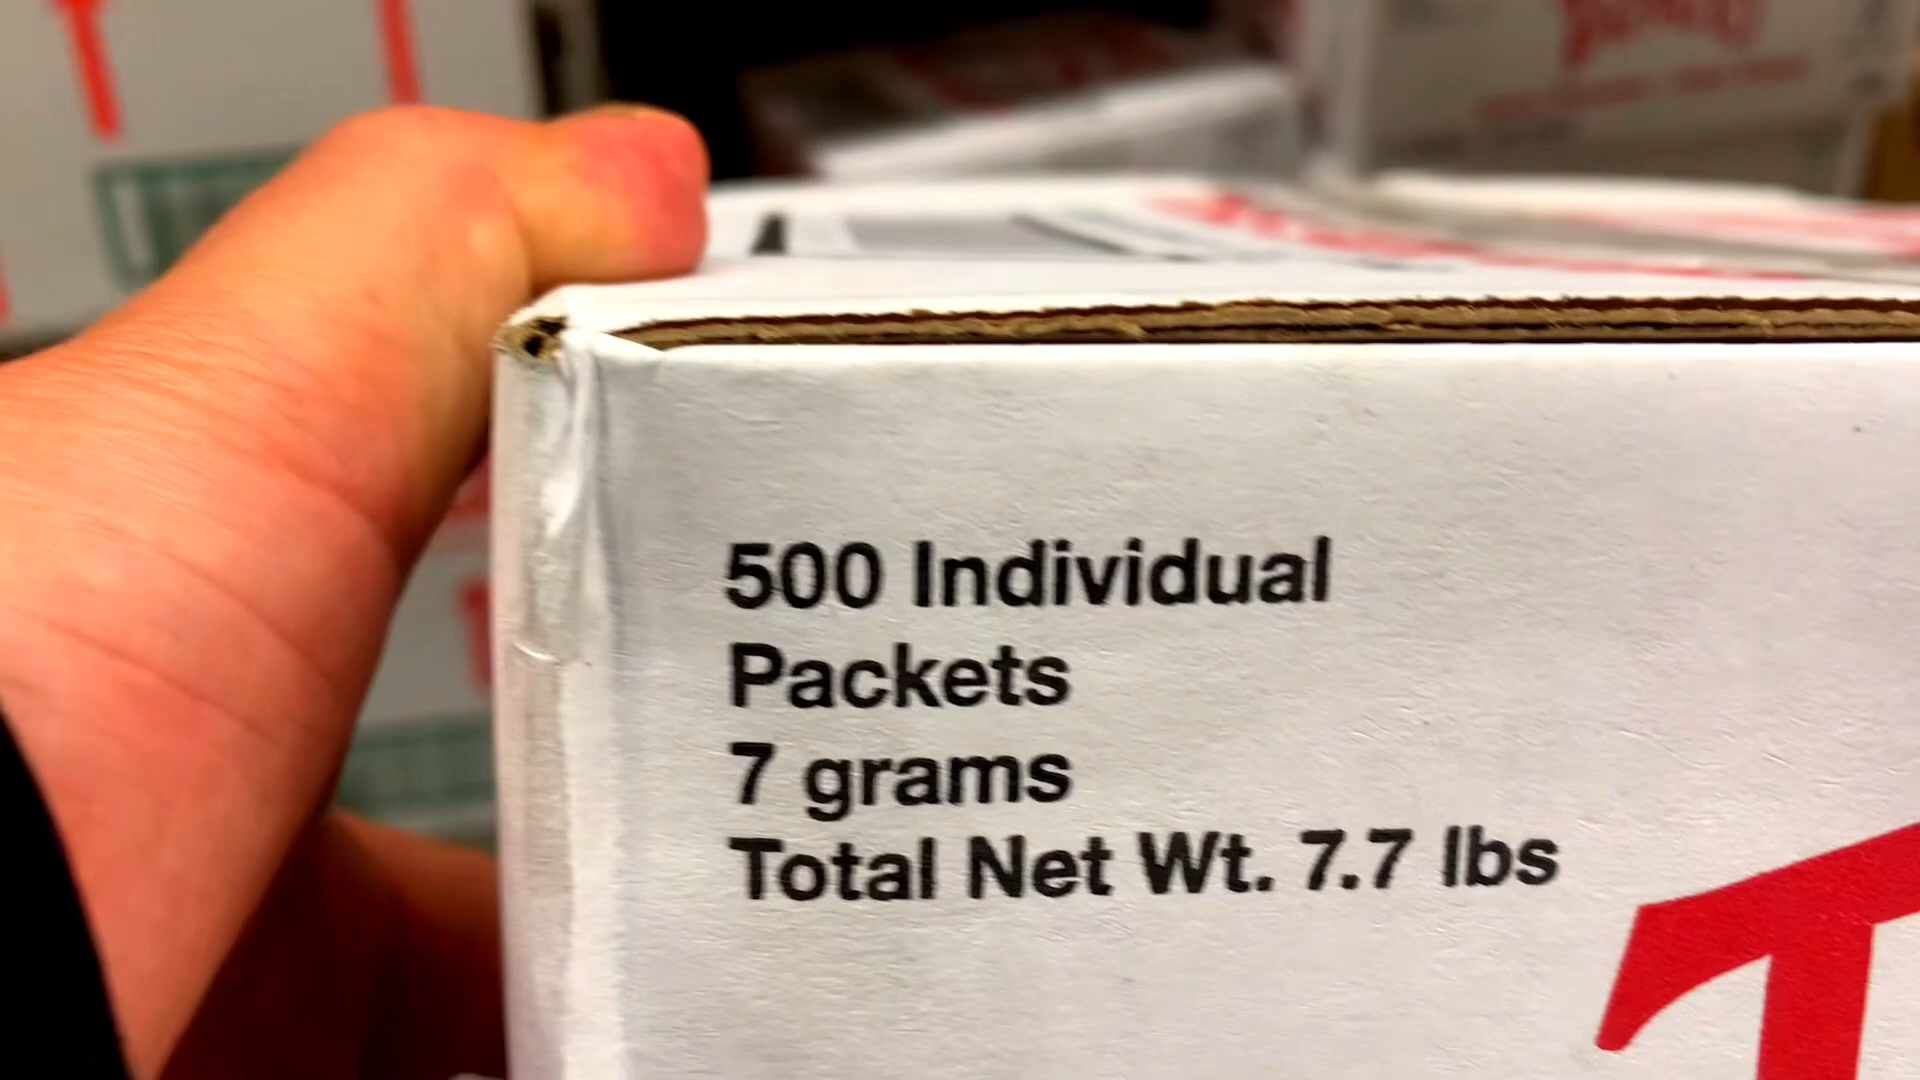 500 Individual
Packets
7 grams
Total Net Wt. 7.7 lbs
T